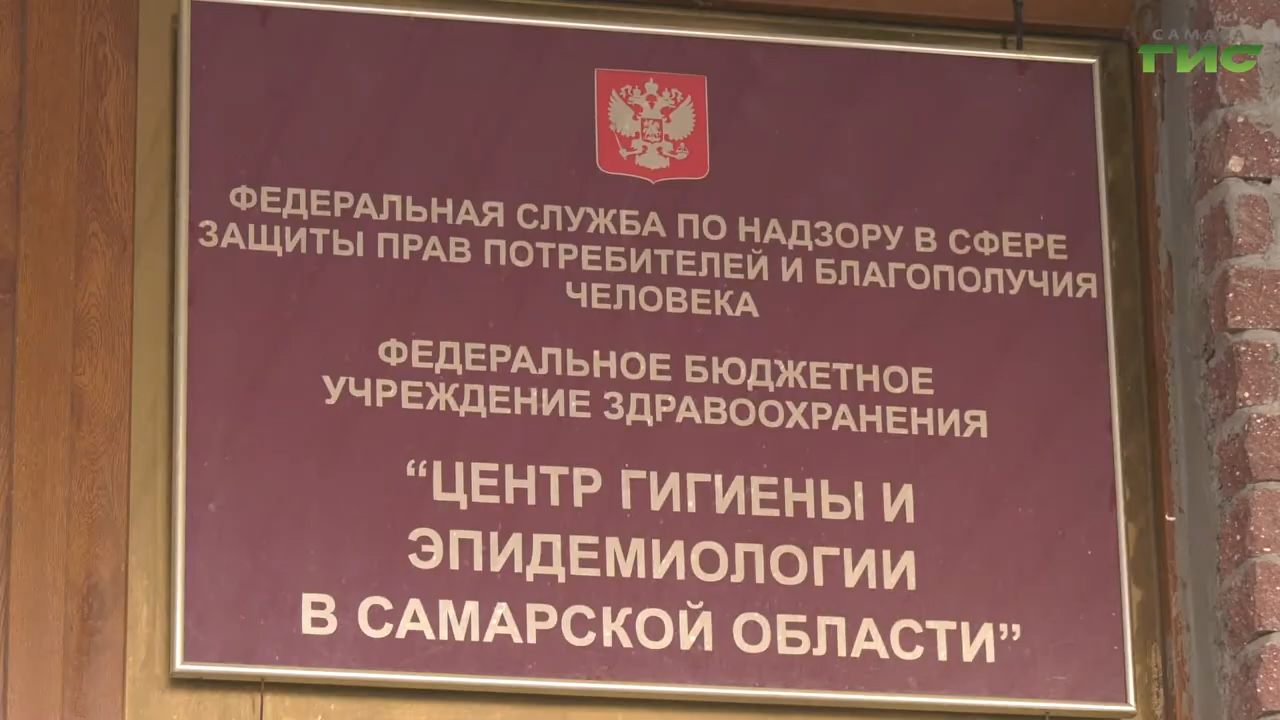 САМАРА
ГИС
ФЕДЕРАЛЬНАЯ СЛУЖБА ПО НАДЗОРУ В СФЕРЕ
ЗАЩИТЫ ПРАВ ПОТРЕБИТЕЛЕЙ И БЛАГОПОЛУЧИЯ
ЧЕЛОВЕКА
ФЕДЕРАЛЬНОЕ БЮДЖЕТНОЕ
УЧРЕЖДЕНИЕ ЗДРАВООХРАНЕНИЯ
“ЦЕНТР ГИГИЕНЫ И
ЭПИДЕМИОЛОГИИ
В САМАРСКОЙ ОБЛАСТИ”